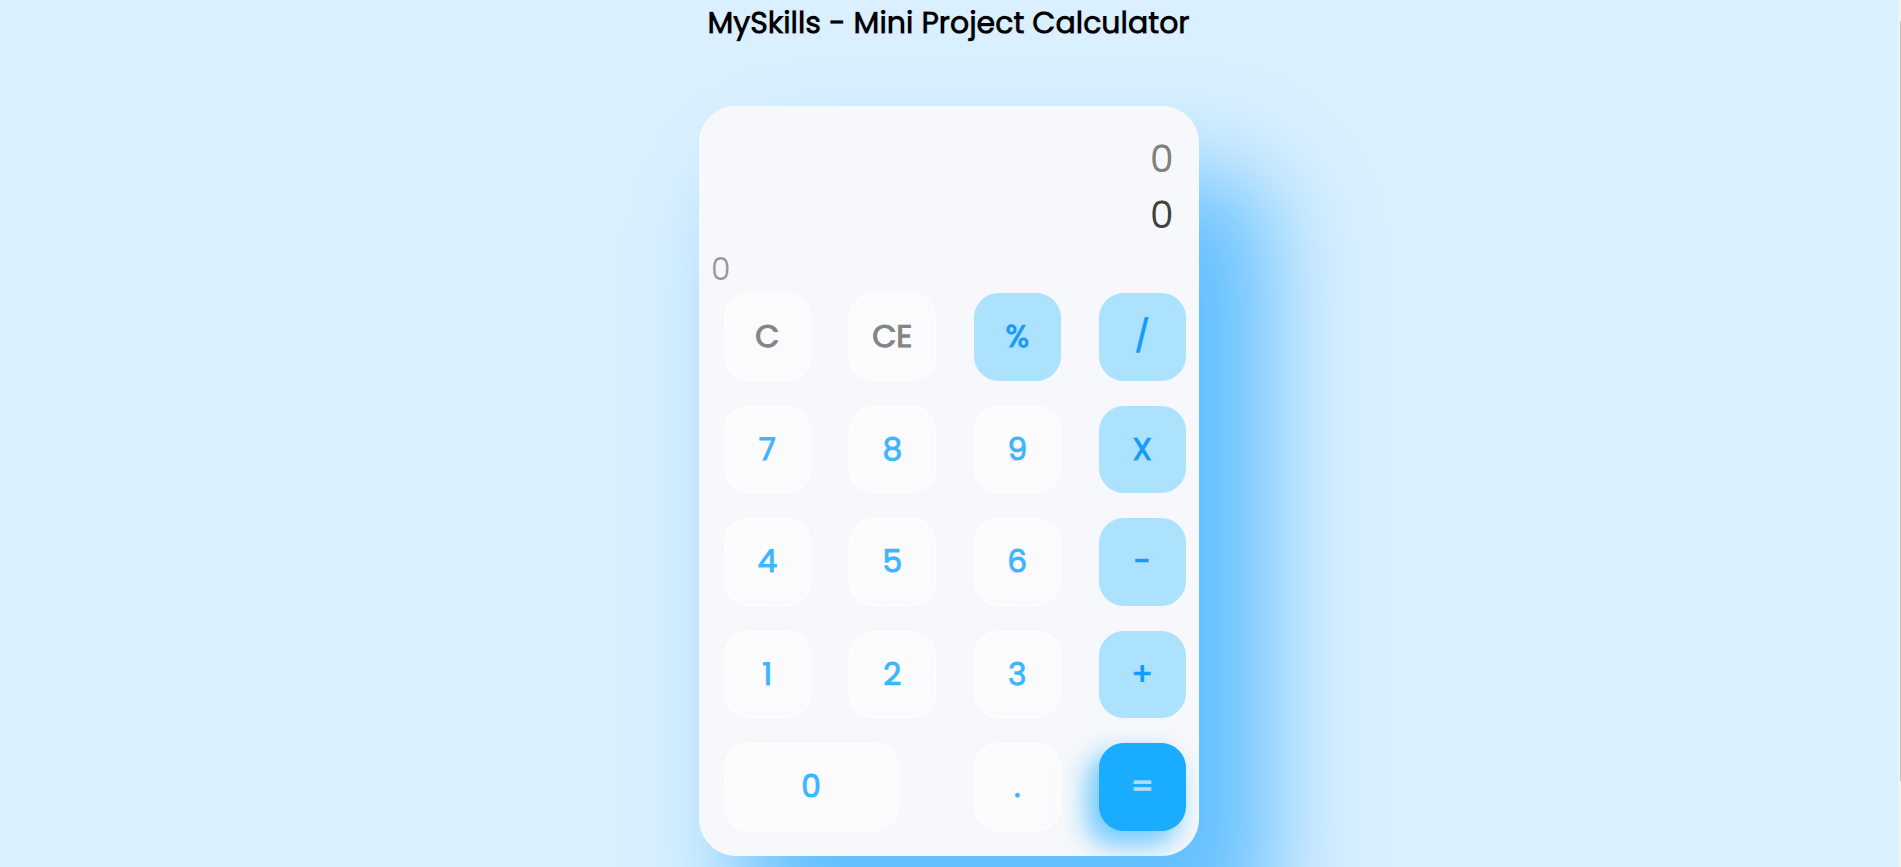 MySkills - Mini Project Calculator
0
0
0
C CE % /
7 8 9 X
4 5 6 -
1 2 3 +
0 . =